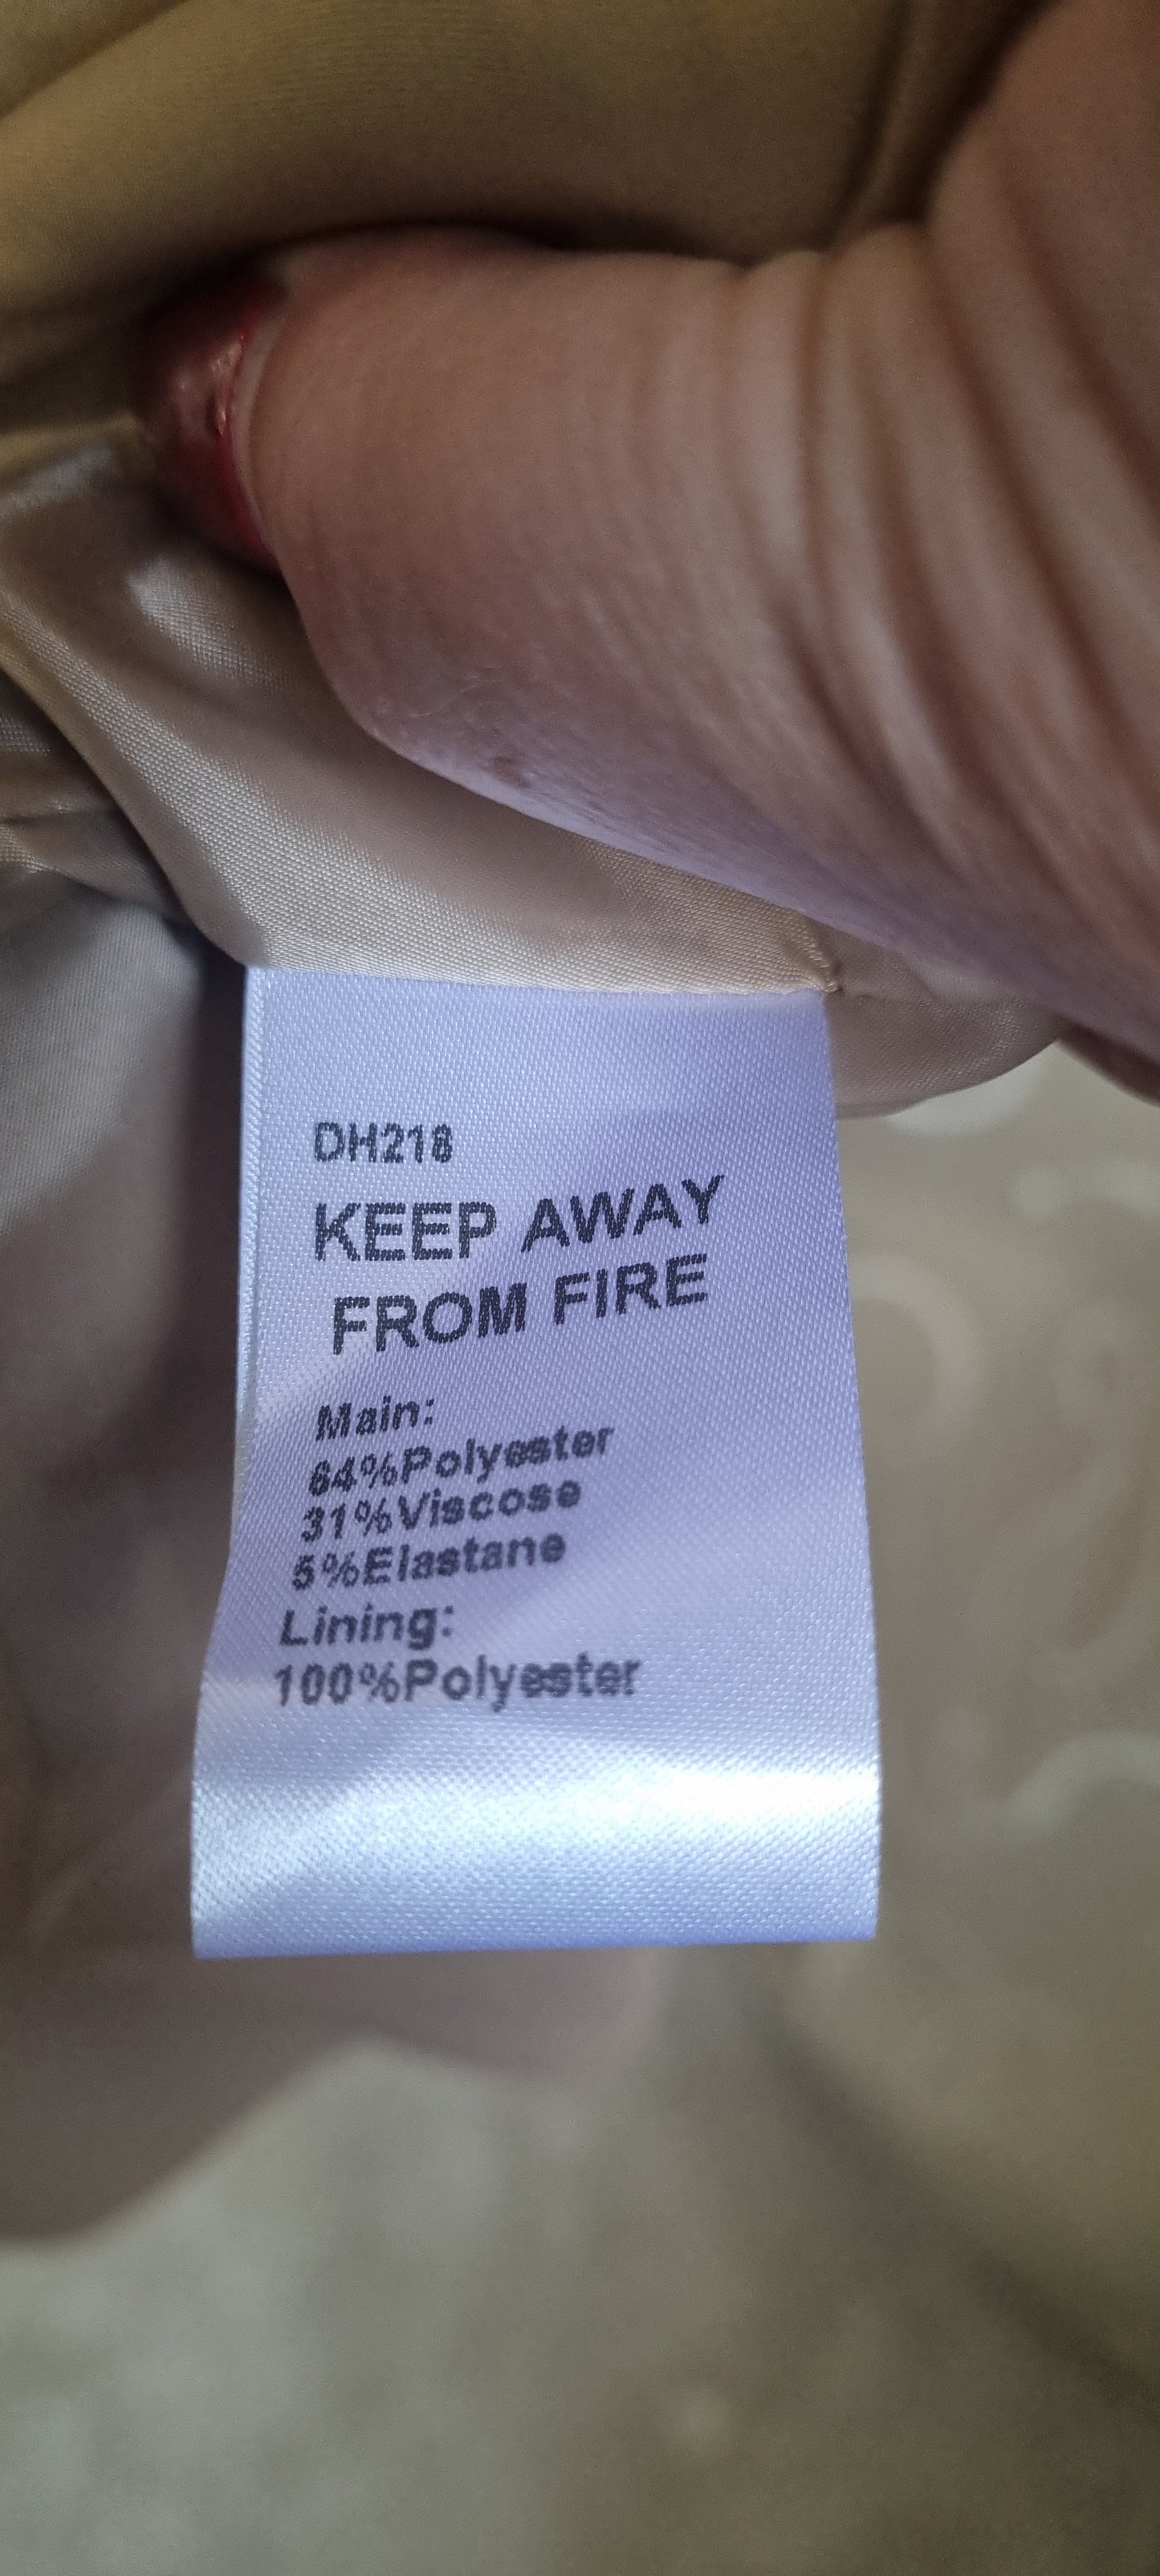 DH218
KEEP AWAY
FROM FIRE
Main:
64%Polyester
31%Viscose
5%Elastane
Lining:
100%Polyester